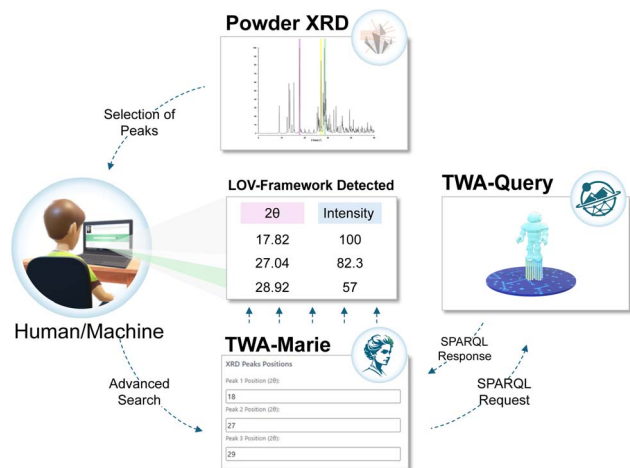 Powder XRD
Selection of
Peaks
LOV-Framework Detected
2θ Intensity
17.82 100
27.04 82.3
28.92 57
TWA-Query
Human/Machine
TWA-Marie
SPARQL
Response
Advanced
Search
SPARQL
Request
XRD Peaks Positions
Peak 1 Position (2θ):
18
Peak 2 Position (2θ):
27
Peak 3 Position (2θ):
29